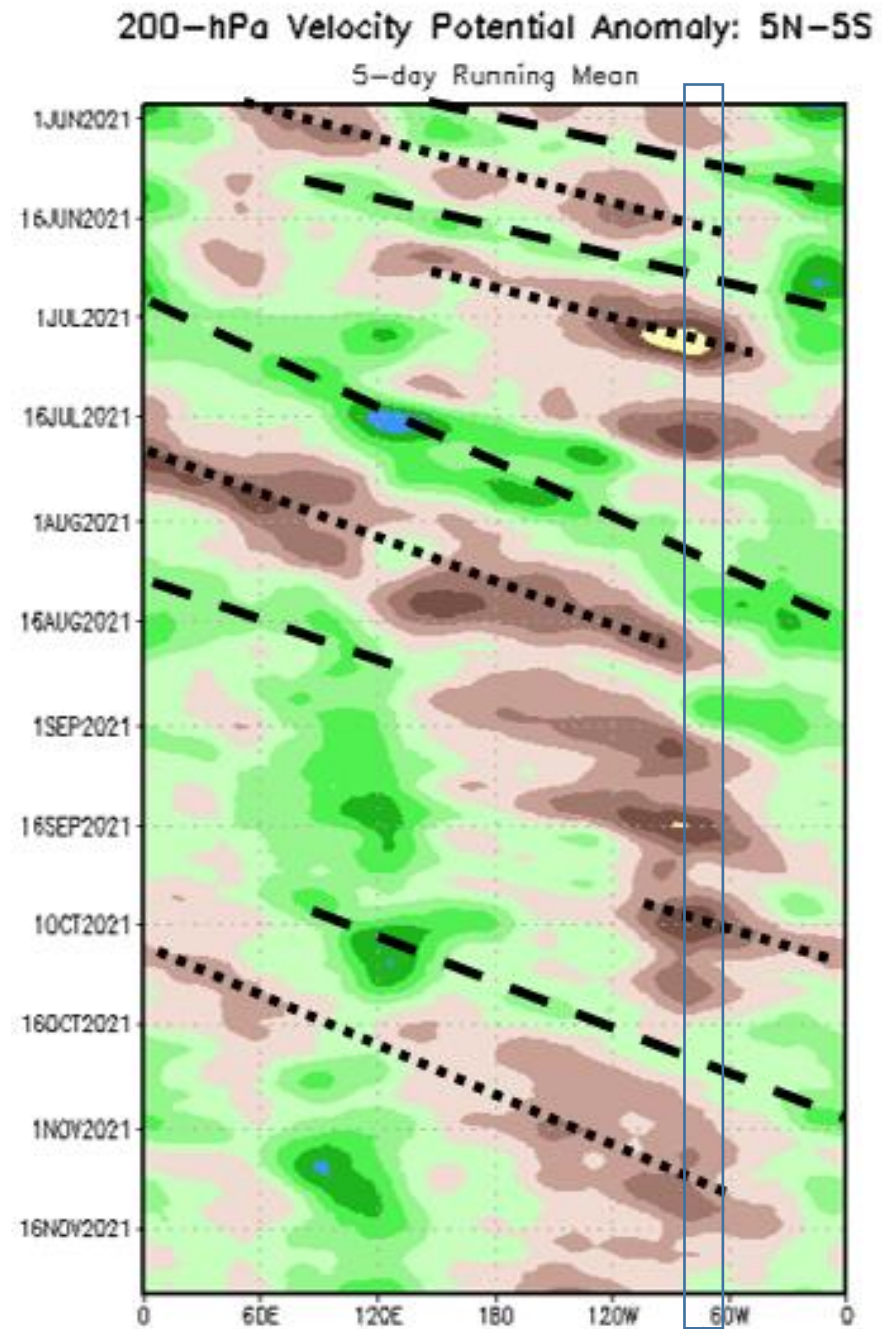 200-hPa Velocity Potential Anomaly: 5N-5S
5-day Running Mean
1JUN2021
16JUN2021
1JUL2021
16JUL2021
1AUG2021
16AUG2021
1SEP2021
16SEP2021
1OCT2021
16OCT2021
1NOV2021
16NOV2021
0 60E 120E 180 120W 60W 0